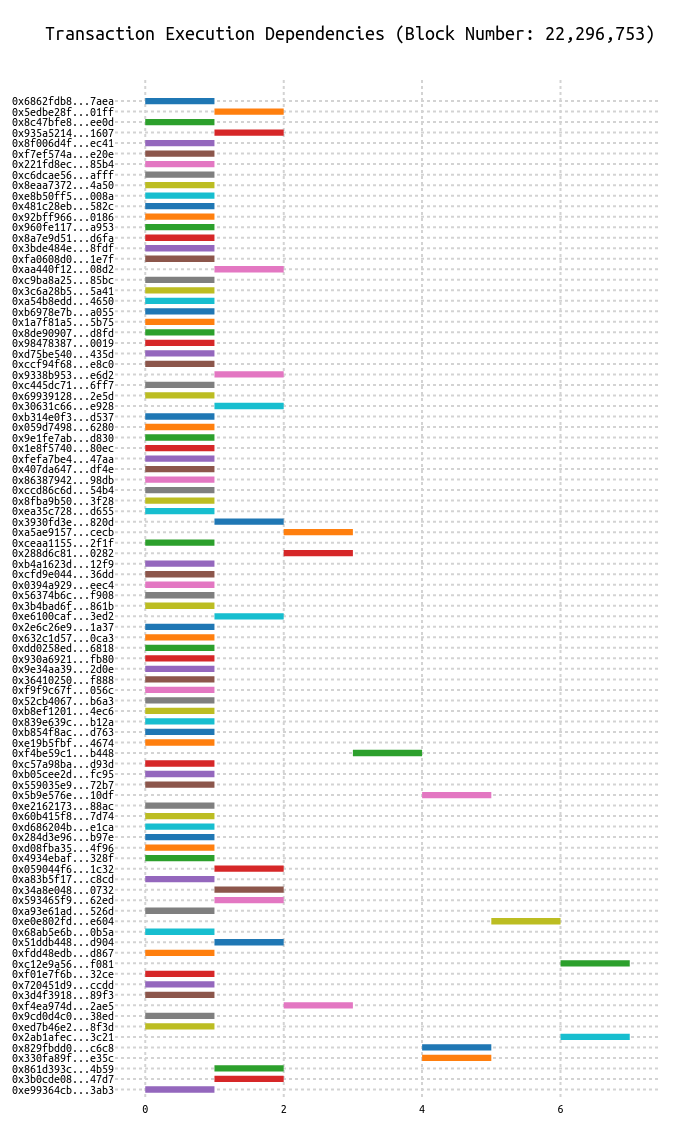 Transaction Execution Dependencies (Block Number: 22,296,753)
0x6862fdb8...7aea
0x5edbe28f...01ff
0x8c47bfe8...ee0d
0x935a5214...1607
0x8f006d4f...ec41
0xf7ef574a...e20e
0x221fd8ec...85b4
0xc6dcae56...afff
0x8eaa7372...4a50
0xe8b50ff5...008a
0x481c28eb...582c
0x92bff966...0186
0x960fe117...a953
0x8a7e9d51...d6fa
0x3bde484e...8fdf
0xfa0608d0...1e7f
0xaa440f12...08d2
0xc9ba8a25...85bc
0x3c6a28b5...5a41
0xa54b8edd...4650
0xb6978e7b...a055
0x1a7f81a5...5b75
0x8de90907...d8fd
0x98478387...0019
0xd75be540...435d
0xccf94f68...e8c0
0x9338b953...e6d2
0xc445dc71...6ff7
0x69939128...2e5d
0x30631c66...e928
0xb314e0f3...d537
0x059d7498...6280
0x9e1fe7ab...d830
0x1e8f5740...80ec
0xfefa7be4...47aa
0x407da647...df4e
0x86387942...98db
0xccd86c6d...54b4
0x8fba9b50...3f28
0xea35c728...d655
0x3930fd3e...820d
0xa5ae9157...cecb
0xceaa1155...2f1f
0x288d6c81...0282
0xb4a1623d...12f9
0xcfd9e044...36dd
0x0394a929...eec4
0x56374b6c...f908
0x3b4bad6f...861b
0xe6100caf...3ed2
0x2e6c26e9...1a37
0x632c1d57...0ca3
0xdd0258ed...6818
0x930a6921...fb80
0x9e34aa39...2d0e
0x36410250...f888
0xf9f9c67f...056c
0x52cb4067...b6a3
0xb8ef1201...4ec6
0x839e639c...b12a
0xb854f8ac...d763
0xe19b5fbf...4674
0xf4be59c1...b448
0xc57a98ba...d93d
0xb05cee2d...fc95
0x559035e9...72b7
0x5b9e576e...10df
0xe2162173...88ac
0x60b415f8...7d74
0xd686204b...e1ca
0x284d3e96...b97e
0xd08fba35...4f96
0x4934ebaf...328f
0x059044f6...1c32
0xa83b5f17...c8cd
0x34a8e048...0732
0x593465f9...62ed
0xa93e61ad...526d
0xe0e802fd...e604
0x68ab5e6b...0b5a
0x51ddb448...d904
0xfdd48edb...d867
0xc12e9a56...f081
0xf01e7f6b...32ce
0x720451d9...ccdd
0x3d4f3918...89f3
0xf4ea974d...2ae5
0x9cd0d4c0...38ed
0xed7b46e2...8f3d
0x2ab1afec...3c21
0x829fbdd0...c6c8
0x330fa89f...e35c
0x861d393c...4b59
0x3b0cde08...47d7
0xe99364cb...3ab3
0 2 4 6